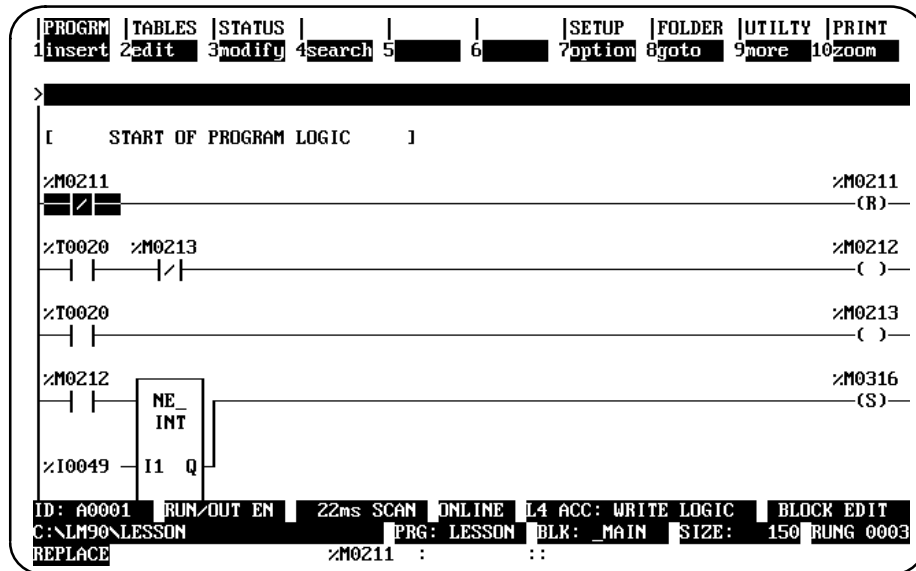 PROGRM TABLES STATUS SETUP FOLDER UTILTY PRINT
1insert 2edit 3modify 4search 5 6 7option 8goto 9more 10zoom
>
[ START OF PROGRAM LOGIC ]
%M0211 %M0211
(R)
%T0020 %M0213 %M0212
( )
%T0020 %M0213
( )
%M0212 %M0316
NE_ (S)
INT
%I0049 I1 Q
ID: A0001 RUN/OUT EN 22ms SCAN ONLINE L4 ACC: WRITE LOGIC BLOCK EDIT
C:\LM90\LESSON PRG: LESSON BLK: _MAIN SIZE: 150 RUNG 0003
REPLACE %M0211 : ::